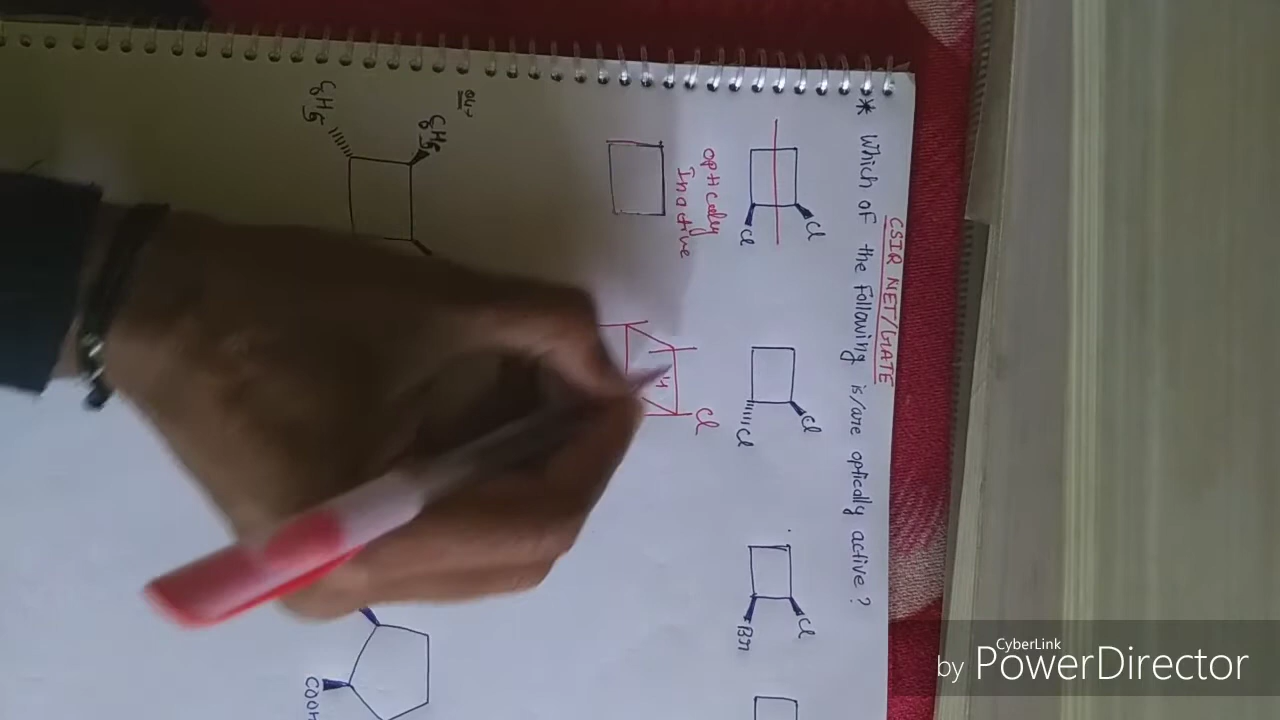 CSIR NET/GATE
* Which of the following is/are optically active?
Cl
Cl
Cl
Cl
Cl
Br
optically
Inactive
H
Cl
Que
C6H5
C6H5
COOH
CyberLink
by PowerDirector